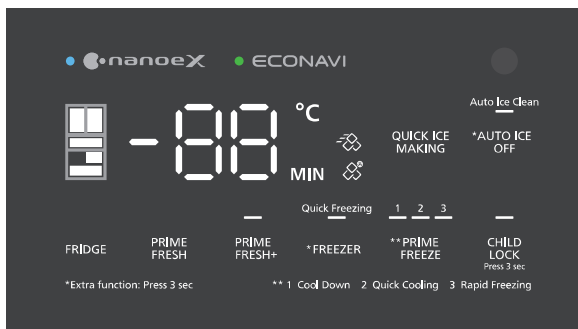 nanoeX ECONAVI
Auto Ice Clean
-88 °C
MIN
QUICK ICE
MAKING
*AUTO ICE
OFF
Quick Freezing
1 2 3
FRIDGE
PRIME
FRESH
PRIME
FRESH+
*FREEZER
**PRIME
FREEZE
CHILD
LOCK
Press 3 sec
*Extra function: Press 3 sec
** 1 Cool Down 2 Quick Cooling 3 Rapid Freezing